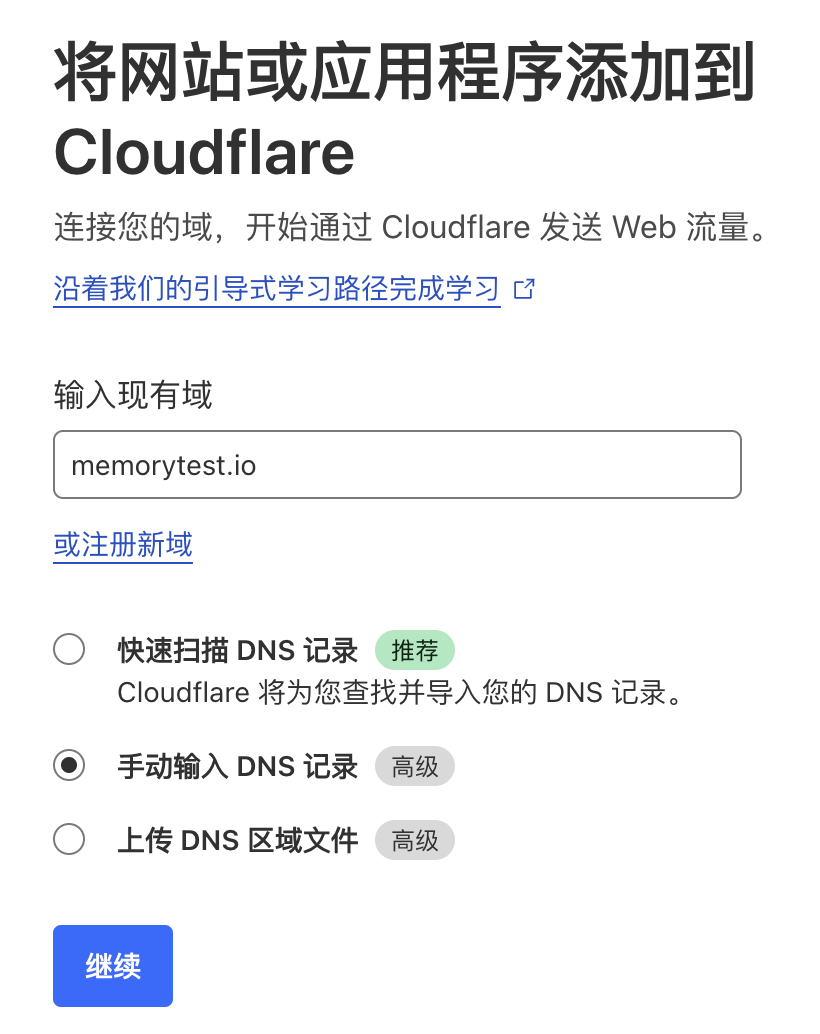 将网站或应用程序添加到
Cloudflare
连接您的域，开始通过 Cloudflare 发送 Web 流量。
沿着我们的引导式学习路径完成学习
输入现有域
memorytest.io
或注册新域
快速扫描 DNS 记录 推荐
Cloudflare 将为您查找并导入您的 DNS 记录。
手动输入 DNS 记录 高级
上传 DNS 区域文件 高级
继续